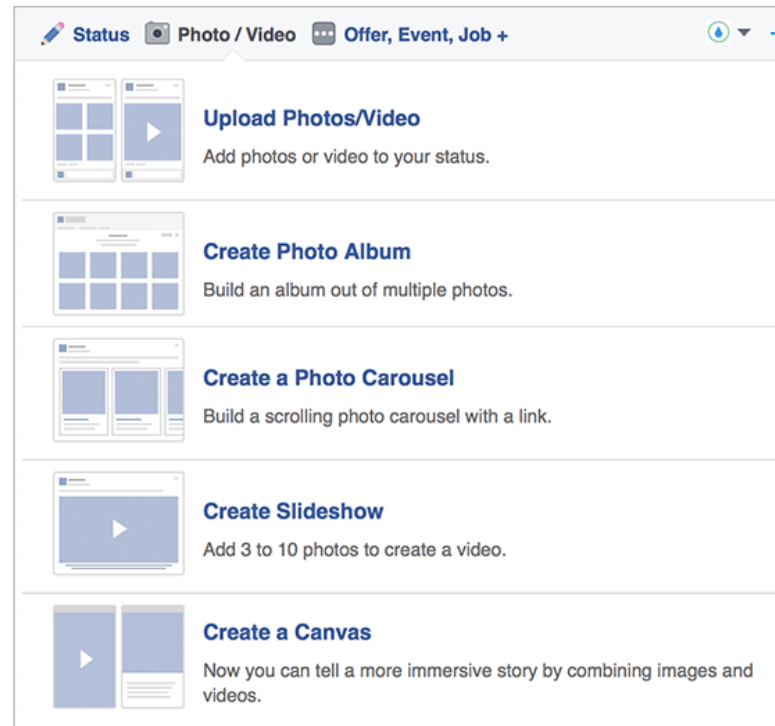 Status Photo / Video Offer, Event, Job +
Upload Photos/Video
Add photos or video to your status.
Create Photo Album
Build an album out of multiple photos.
Create a Photo Carousel
Build a scrolling photo carousel with a link.
Create Slideshow
Add 3 to 10 photos to create a video.
Create a Canvas
Now you can tell a more immersive story by combining images and
videos.